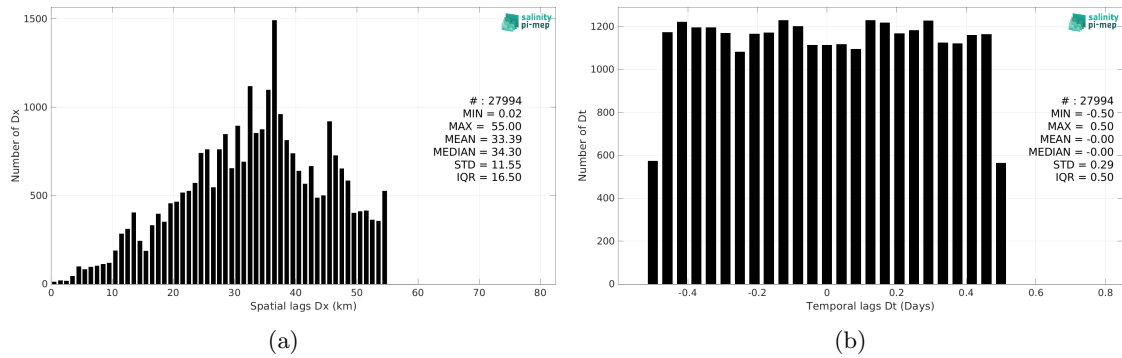 1500
1000
500
0
Number of Dx
0 10 20 30 40 50 60 70 80
Spatial lags Dx (km)
salinity
pi-mep
# : 27994
MIN = 0.02
MAX = 55.00
MEAN = 33.39
MEDIAN = 34.30
STD = 11.55
IQR = 16.50
(a)
1200
1000
800
600
400
200
0
Number of Dt
-0.4 -0.2 0 0.2 0.4 0.6 0.8
Temporal lags Dt (Days)
salinity
pi-mep
# : 27994
MIN = -0.50
MAX = 0.50
MEAN = -0.00
MEDIAN = -0.00
STD = 0.29
IQR = 0.50
(b)